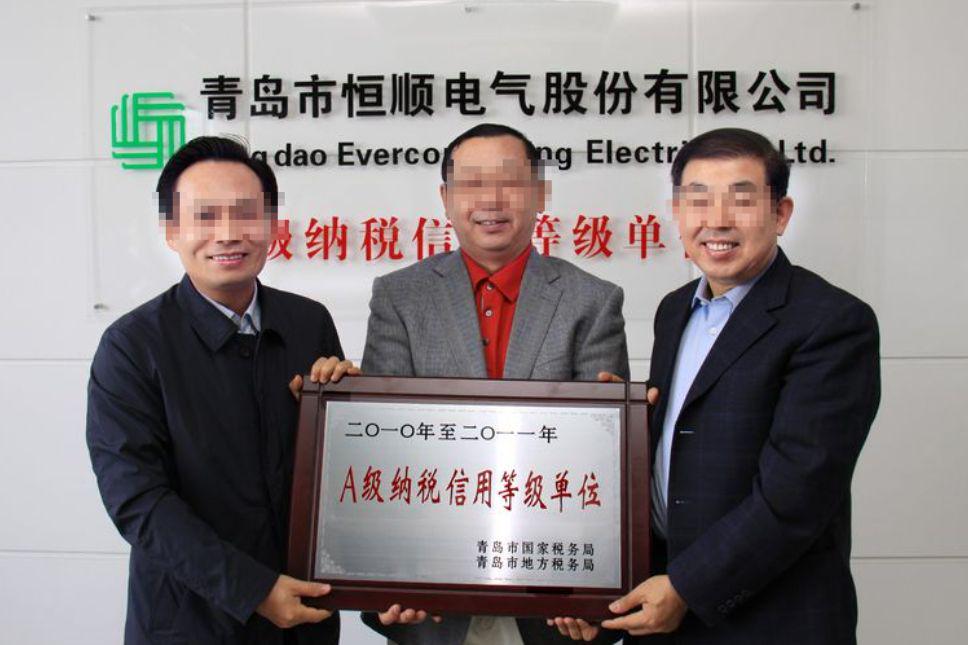 青岛市恒顺电气股份有限公司
dao Everco ng Electri Ltd.
级纳税信 等级单
二〇一〇年至二〇一一年
A级纳税信用等级单位
青岛市国家税务局
青岛市地方税务局